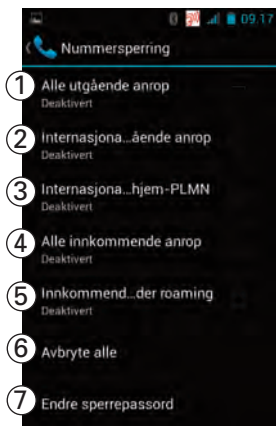 09.17
Nummersperring
1 Alle utgående anrop
Deaktivert
2 Internasjona...ående anrop
Deaktivert
3 Internasjona...hjem-PLMN
Deaktivert
4 Alle innkommende anrop
Deaktivert
5 Innkommend...der roaming
Deaktivert
6 Avbryte alle
7 Endre sperrepassord